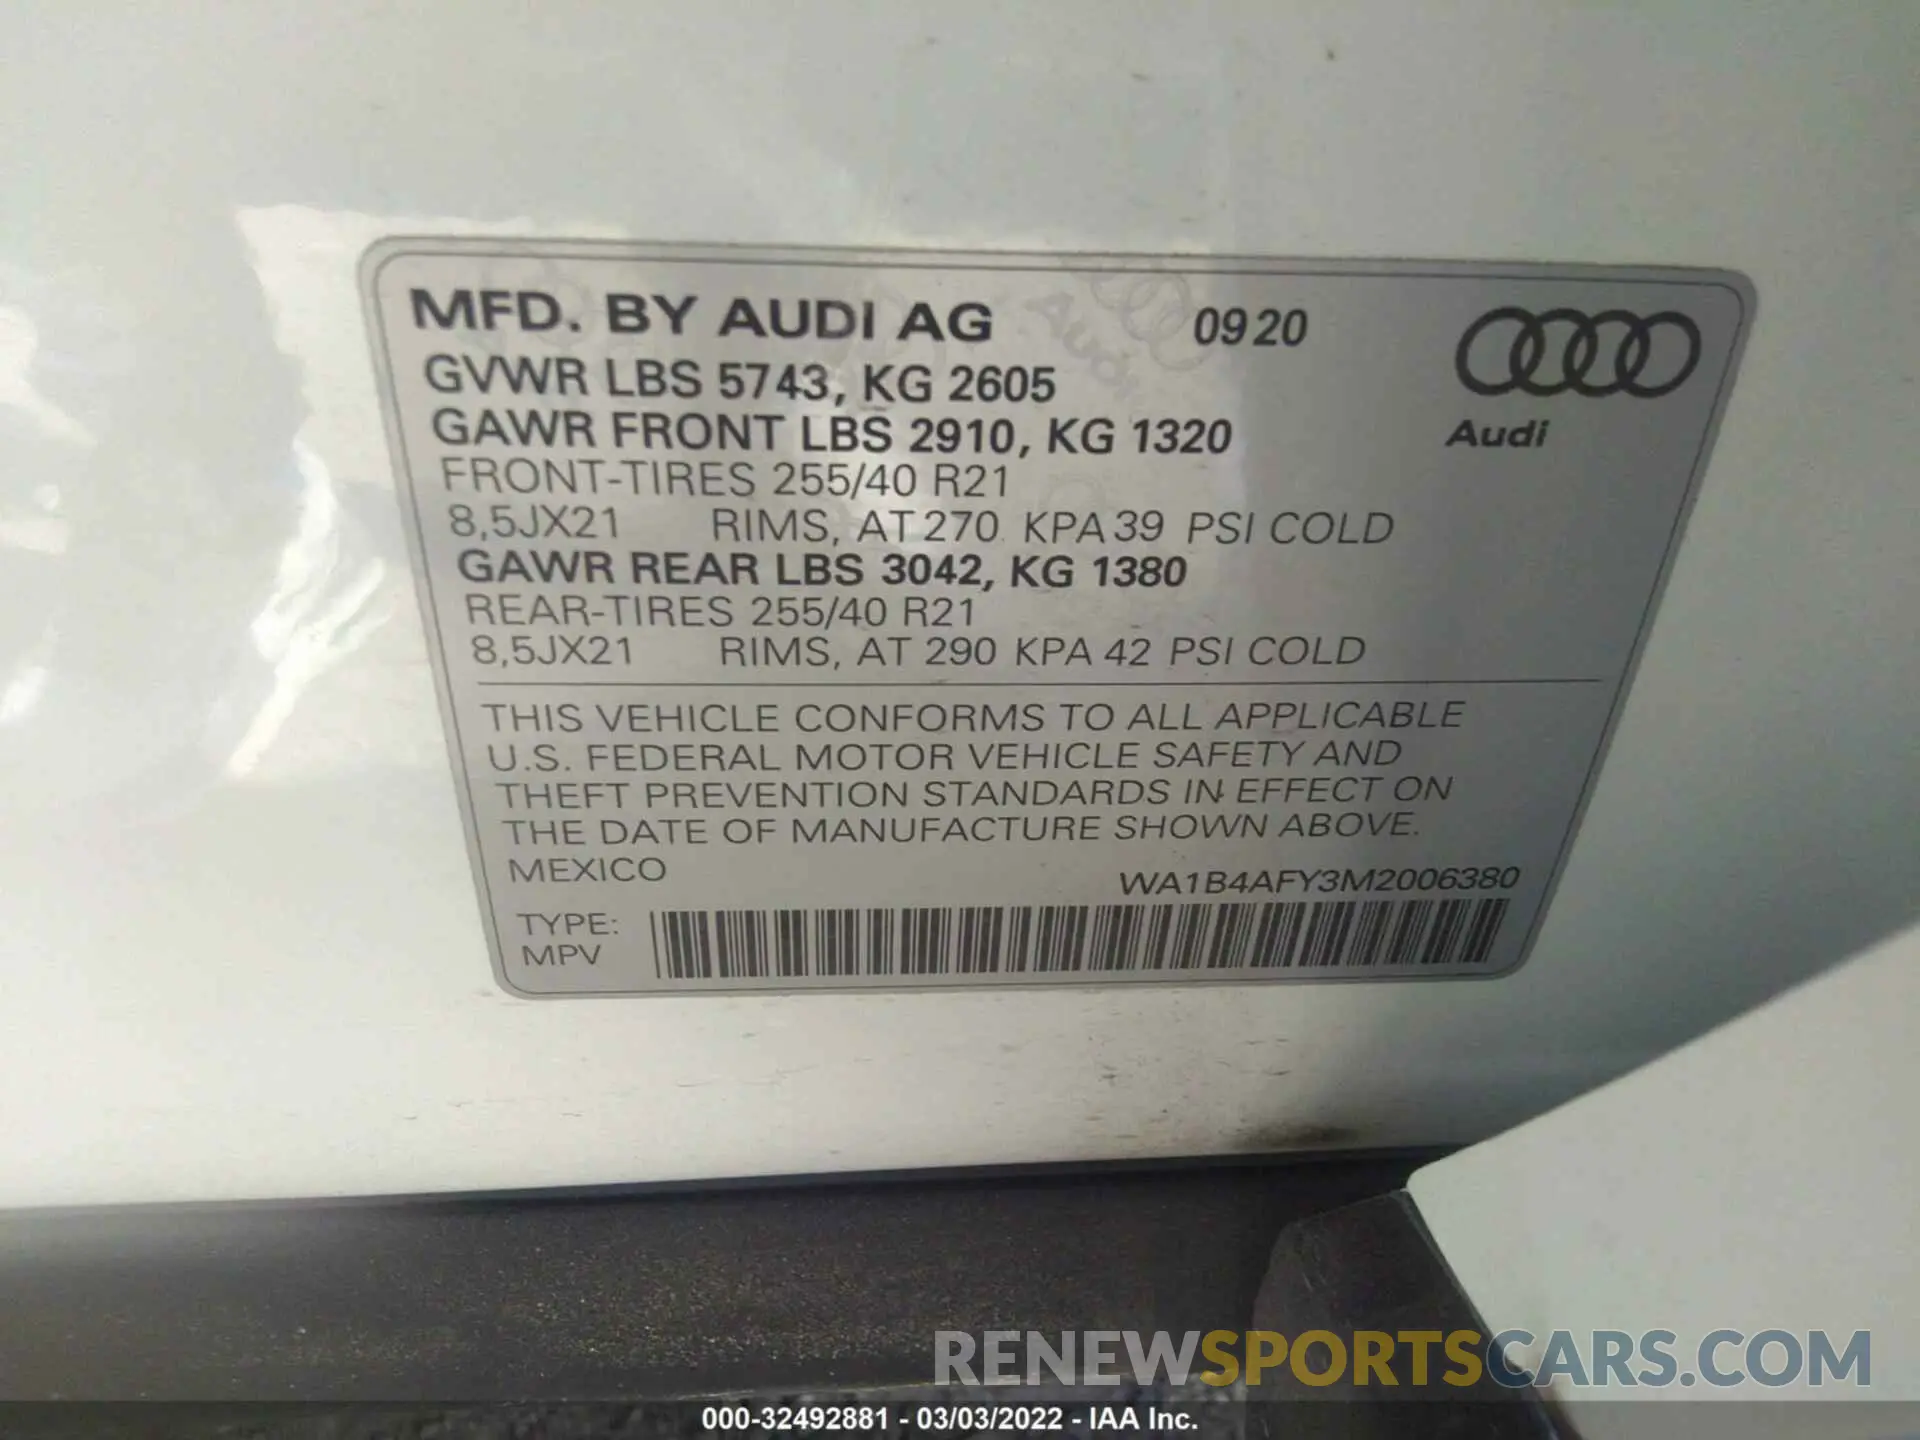 MFD. BY AUDI AG 0920
GVWR LBS 5743, KG 2605
GAWR FRONT LBS 2910, KG 1320
Audi
FRONT-TIRES 255/40 R21
8,5JX21 RIMS, AT 270 KPA 39 PSI COLD
GAWR REAR LBS 3042, KG 1380
REAR-TIRES 255/40 R21
8,5JX21 RIMS, AT 290 KPA 42 PSI COLD
THIS VEHICLE CONFORMS TO ALL APPLICABLE
U.S. FEDERAL MOTOR VEHICLE SAFETY AND
THEFT PREVENTION STANDARDS IN EFFECT ON
THE DATE OF MANUFACTURE SHOWN ABOVE.
MEXICO WA1B4AFY3M2006380
TYPE:
MPV
RENEWSPORTSCARS.COM
000-32492881 - 03/03/2022 - IAA Inc.